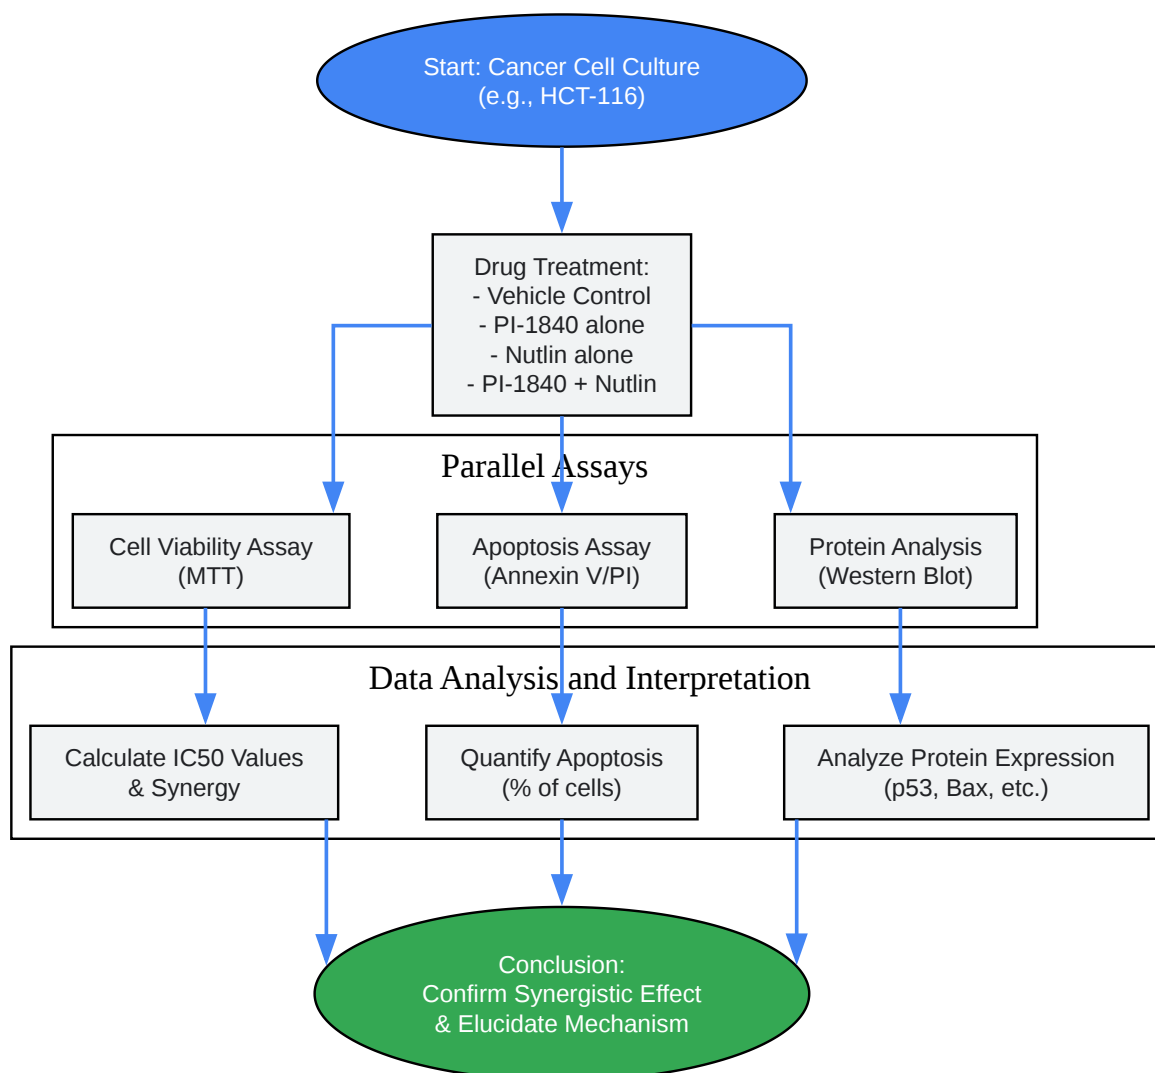 Start: Cancer Cell Culture
(e.g., HCT-116)
Drug Treatment:
- Vehicle Control
- PI-1840 alone
- Nutlin alone
- PI-1840 + Nutlin
Parallel Assays
Cell Viability Assay
(MTT)
Apoptosis Assay
(Annexin V/PI)
Protein Analysis
(Western Blot)
Data Analysis and Interpretation
Calculate IC50 Values
& Synergy
Quantify Apoptosis
(% of cells)
Analyze Protein Expression
(p53, Bax, etc.)
Conclusion:
Confirm Synergistic Effect
& Elucidate Mechanism